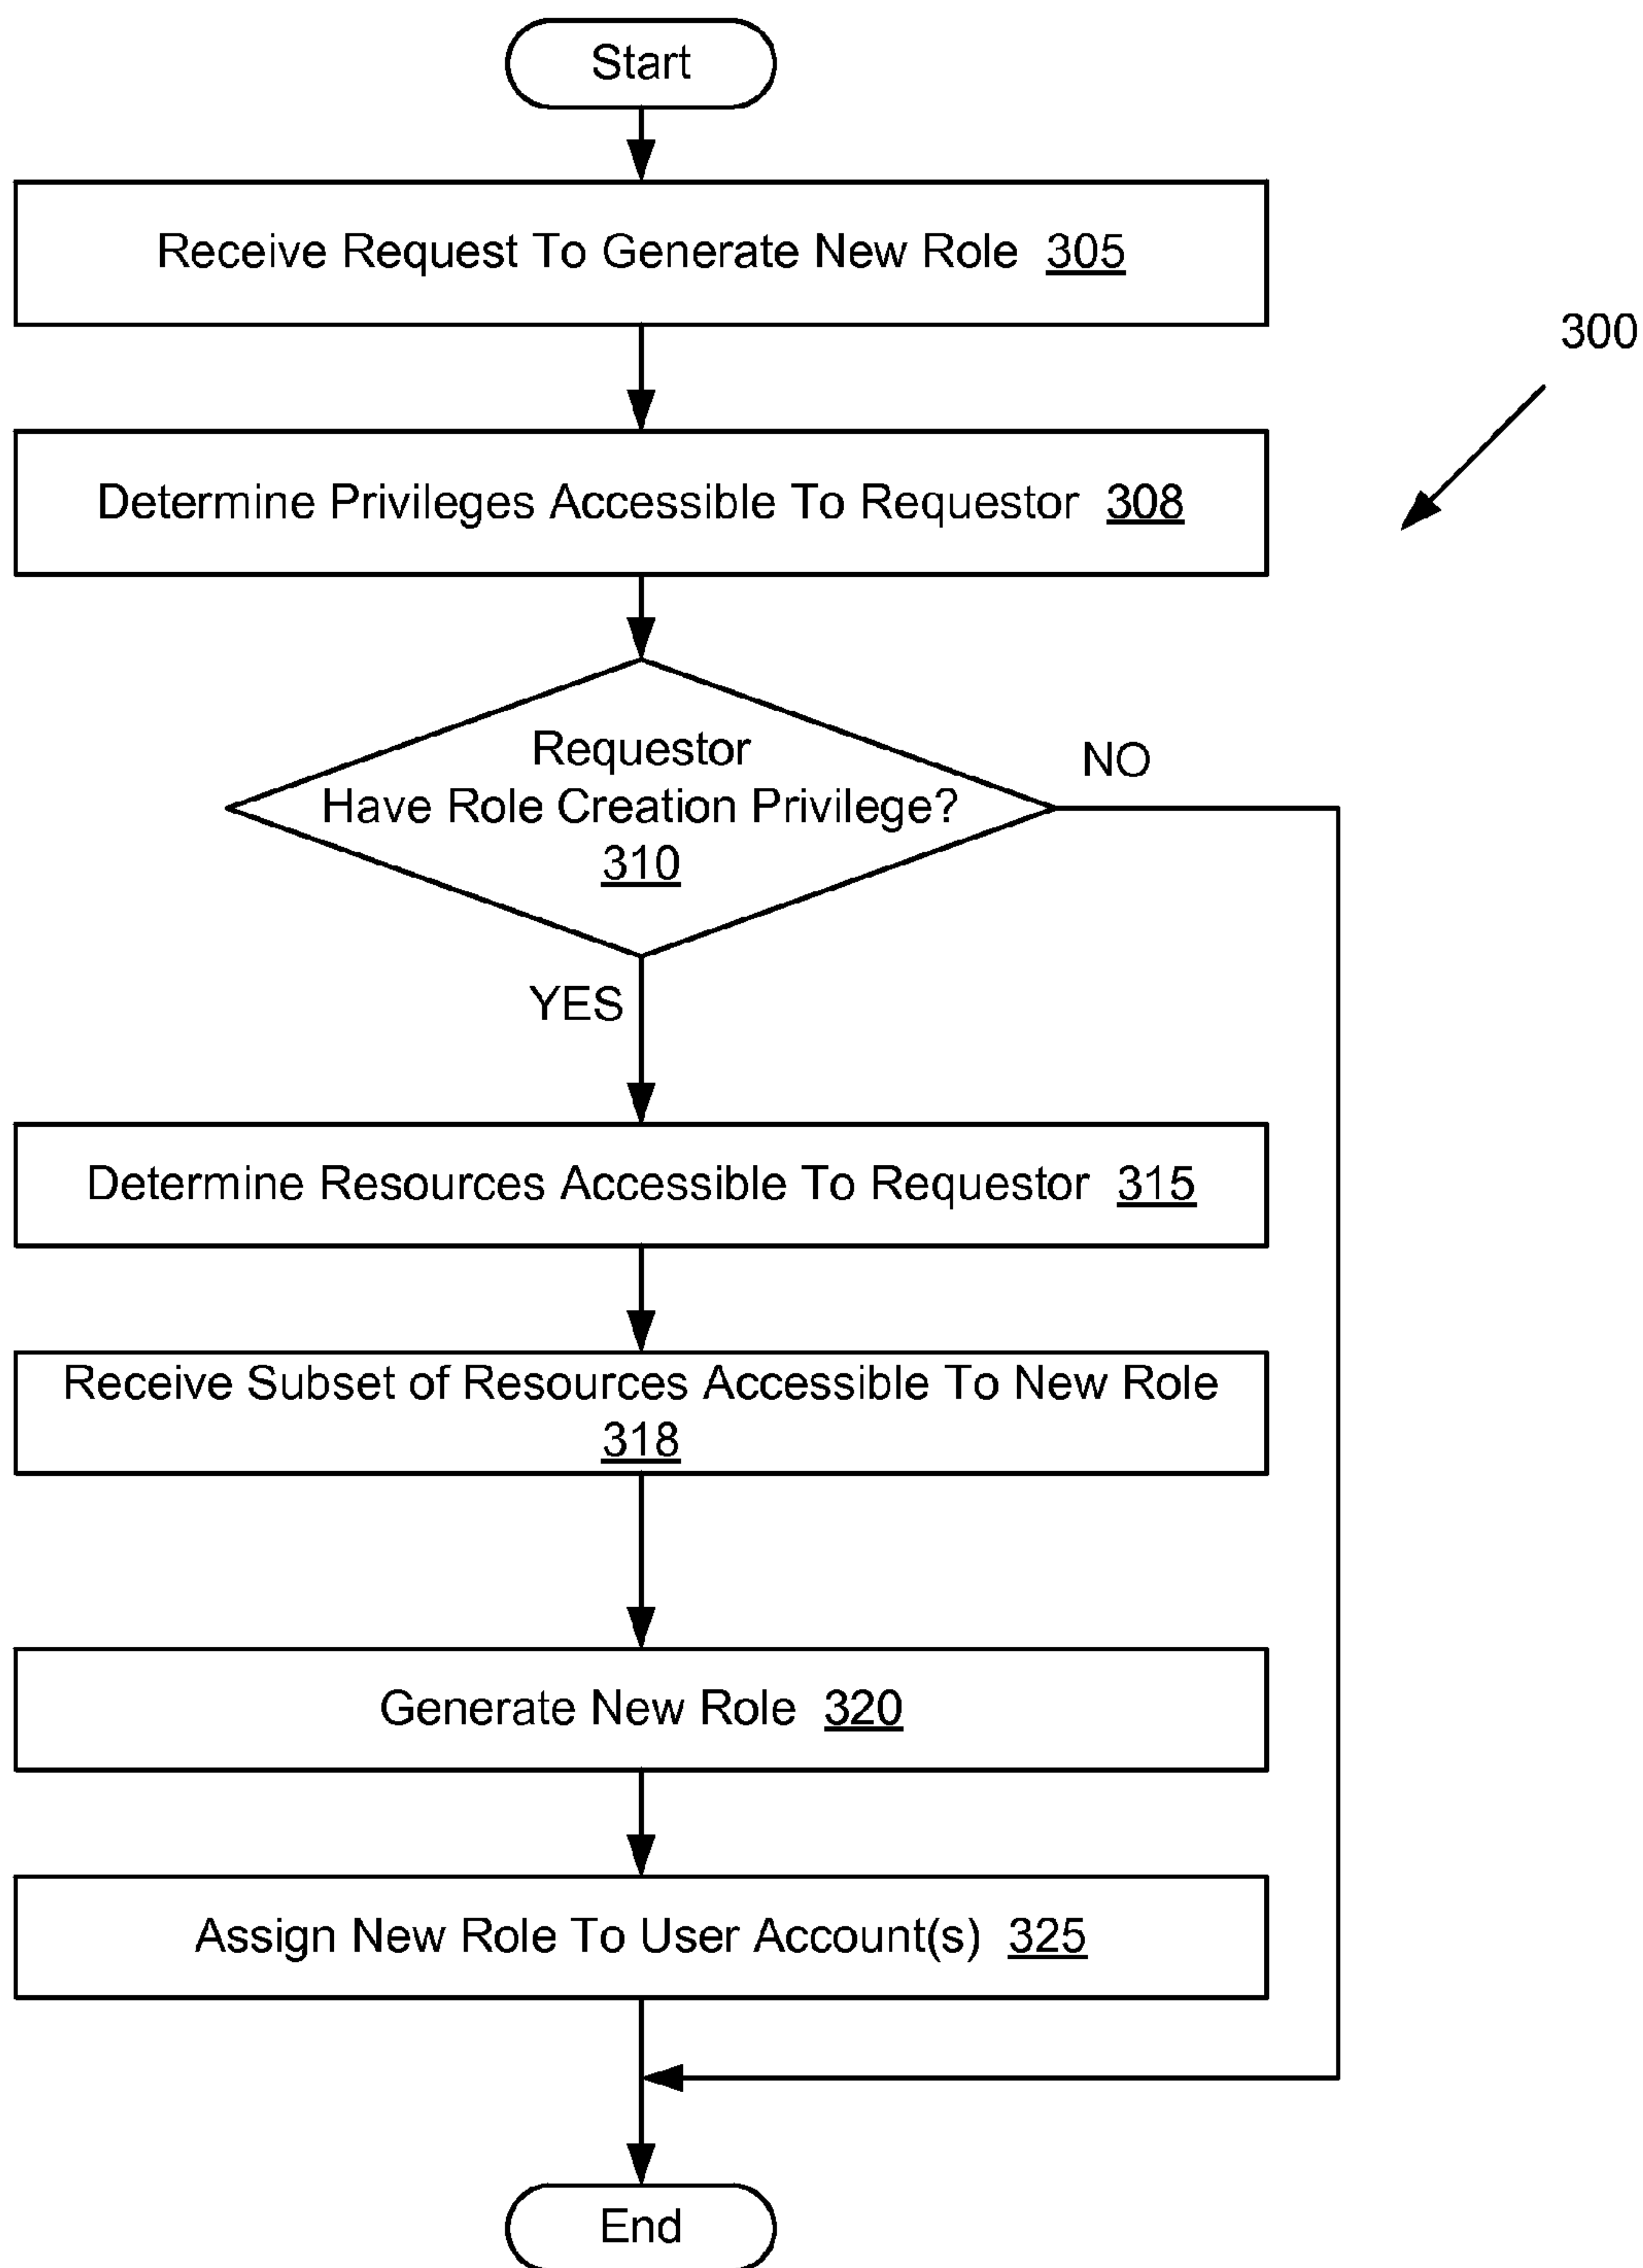 Start
Receive Request To Generate New Role 305
300
Determine Privileges Accessible To Requestor 308
Requestor
Have Role Creation Privilege?
310
NO
YES
Determine Resources Accessible To Requestor 315
Receive Subset of Resources Accessible To New Role
318
Generate New Role 320
Assign New Role To User Account(s) 325
End